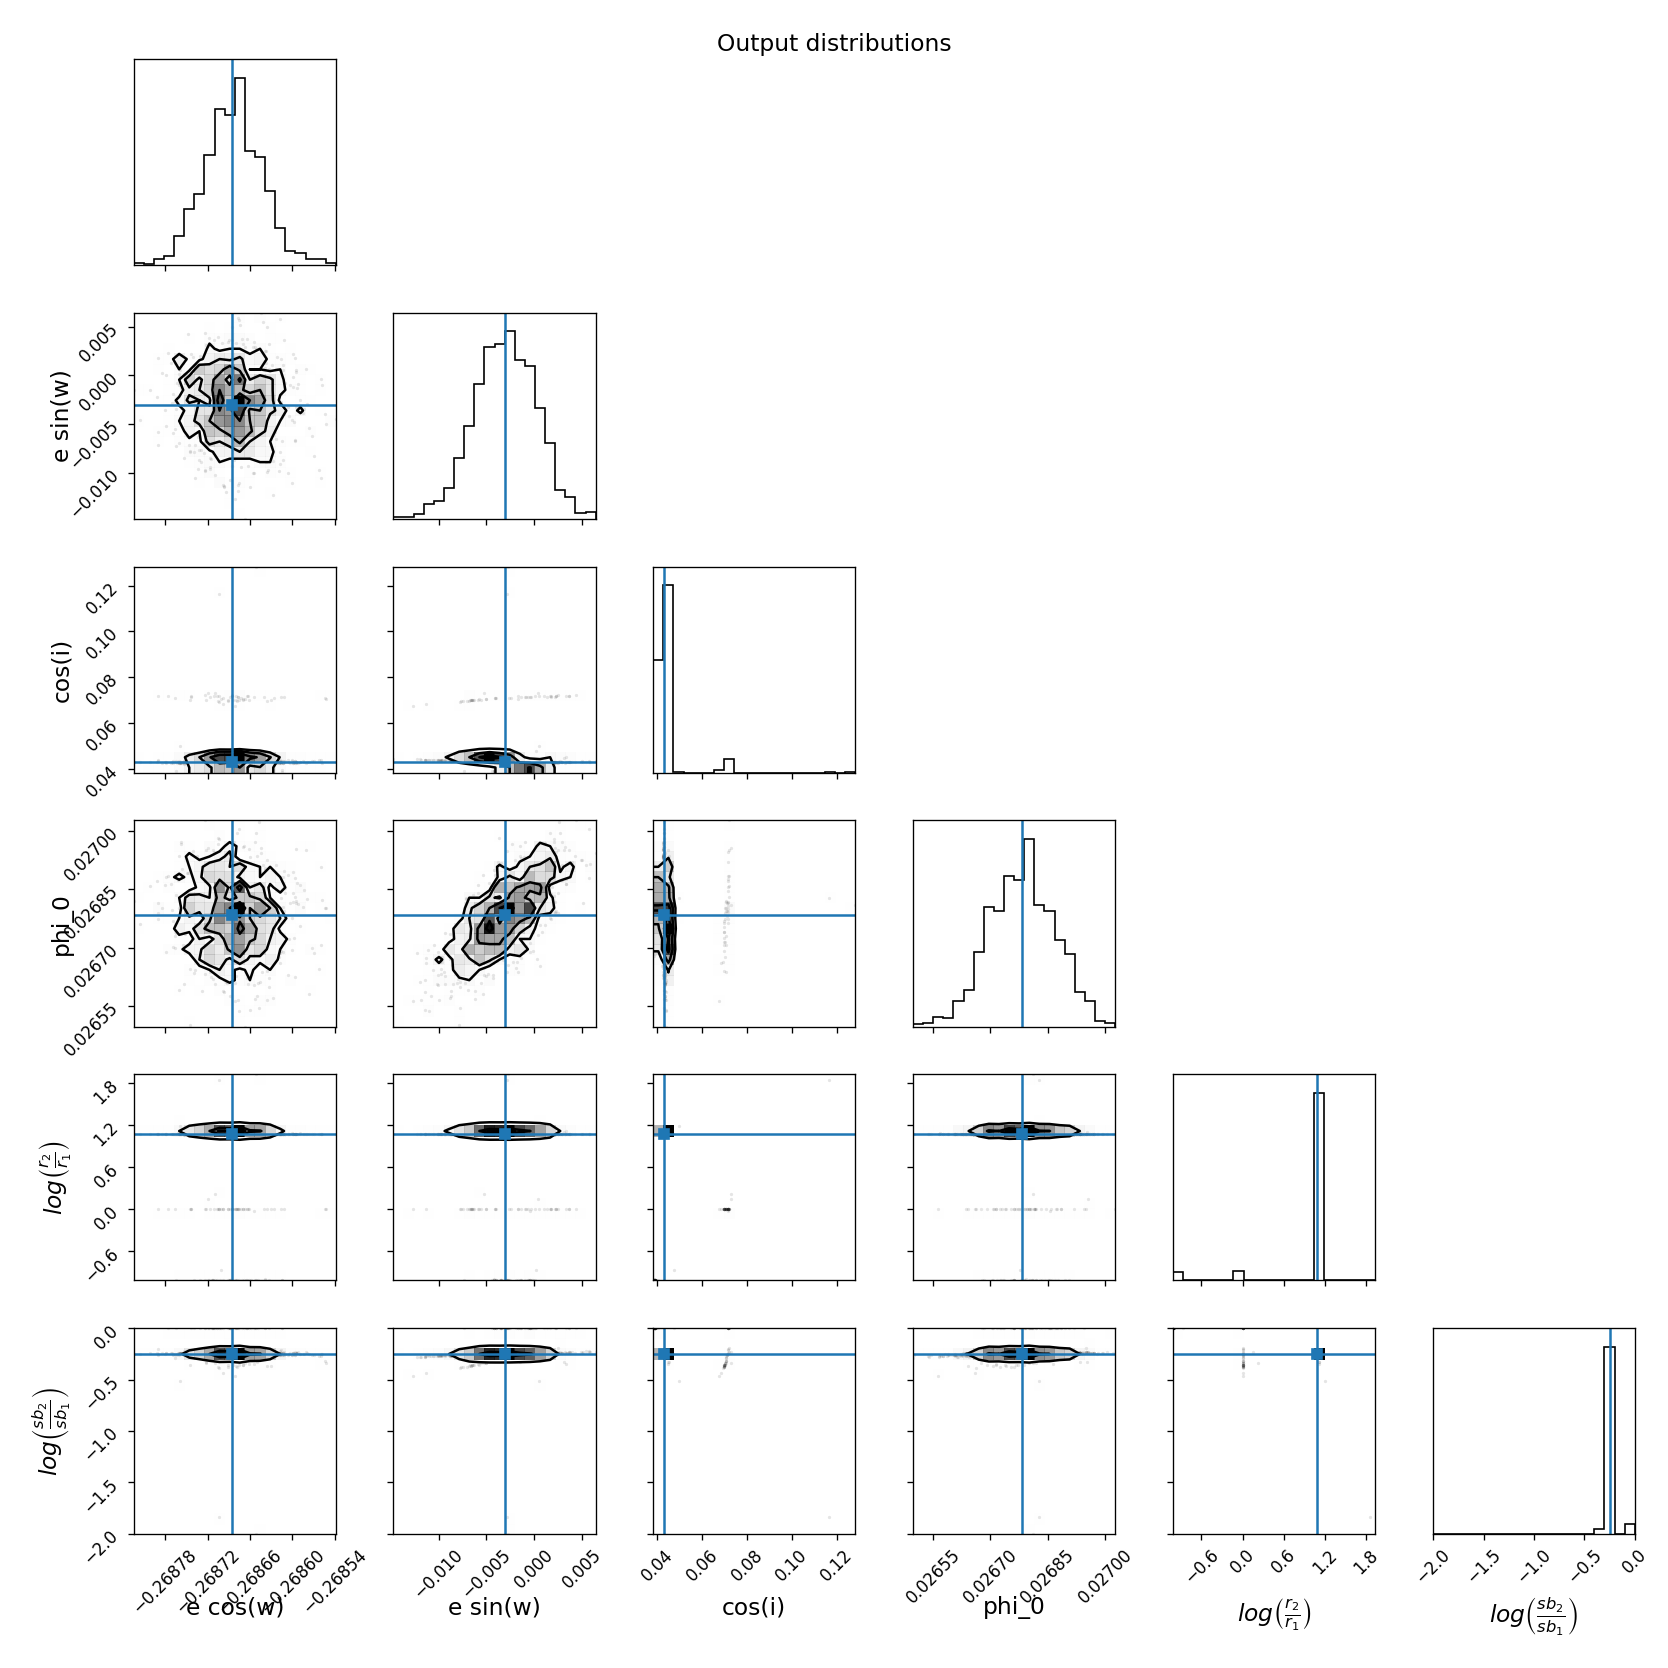 Output distributions
e sin(w)
0.005
0.000
−0.005
−0.010
cos(i)
0.12
0.10
0.08
0.06
0.04
phi_0
0.02700
0.02685
0.02670
0.02655
log(r2/r1)
1.8
1.2
0.6
0.0
−0.6
log(sb2/sb1)
0.0
−0.5
−1.0
−1.5
−2.0
−0.26878 −0.26872 −0.26866 −0.26860 −0.26854
−0.010 −0.005 0.000 0.005
0.04 0.06 0.08 0.10 0.12
0.02655 0.02670 0.02685 0.02700
−0.6 0.0 0.6 1.2 1.8
−2.0 −1.5 −1.0 −0.5 0.0
e cos(w)
e sin(w)
cos(i)
phi_0
log(r2/r1)
log(sb2/sb1)